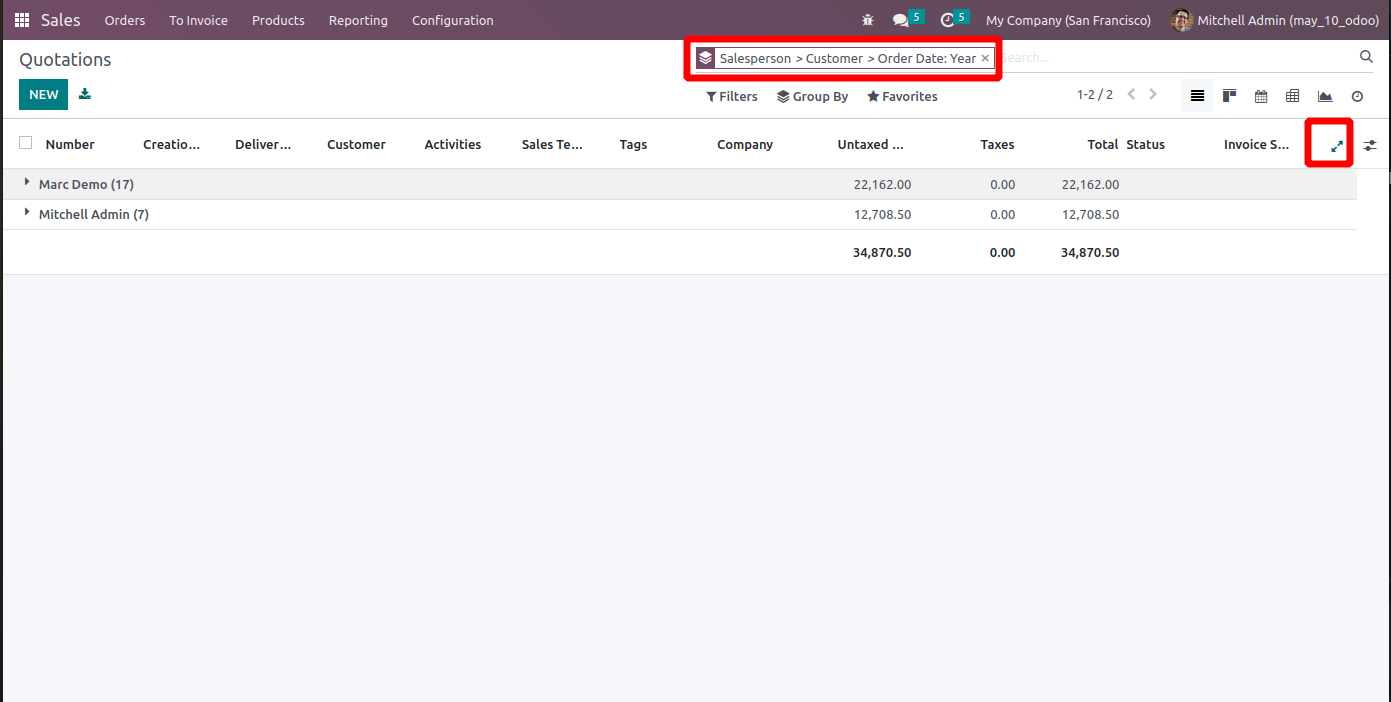 Sales Orders To Invoice Products Reporting Configuration 5 5 My Company (San Francisco) Mitchell Admin (may_10_odoo)
Quotations Salesperson > Customer > Order Date: Year × Search...
NEW Filters Group By Favorites 1-2 / 2
Number Creatio... Deliver... Customer Activities Sales Te... Tags Company Untaxed ... Taxes Total Status Invoice S...
Marc Demo (17) 22,162.00 0.00 22,162.00
Mitchell Admin (7) 12,708.50 0.00 12,708.50
34,870.50 0.00 34,870.50